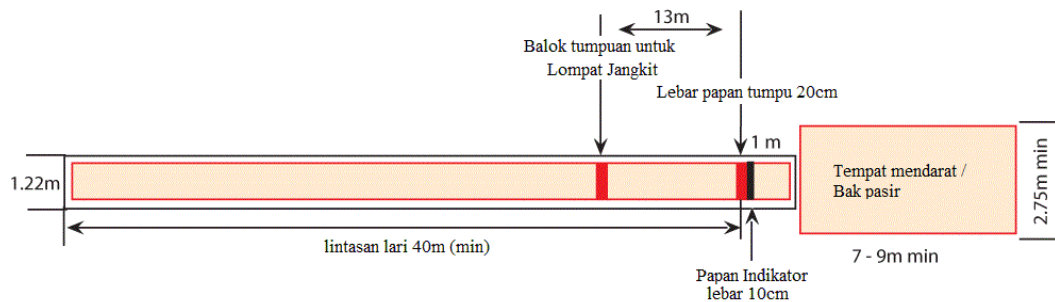 13m
Balok tumpuan untuk
Lompat Jangkit
Lebar papan tumpu 20cm
1 m
1.22m
Tempat mendarat /
Bak pasir
2.75m min
lintasan lari 40m (min)
7 - 9m min
Papan Indikator
lebar 10cm